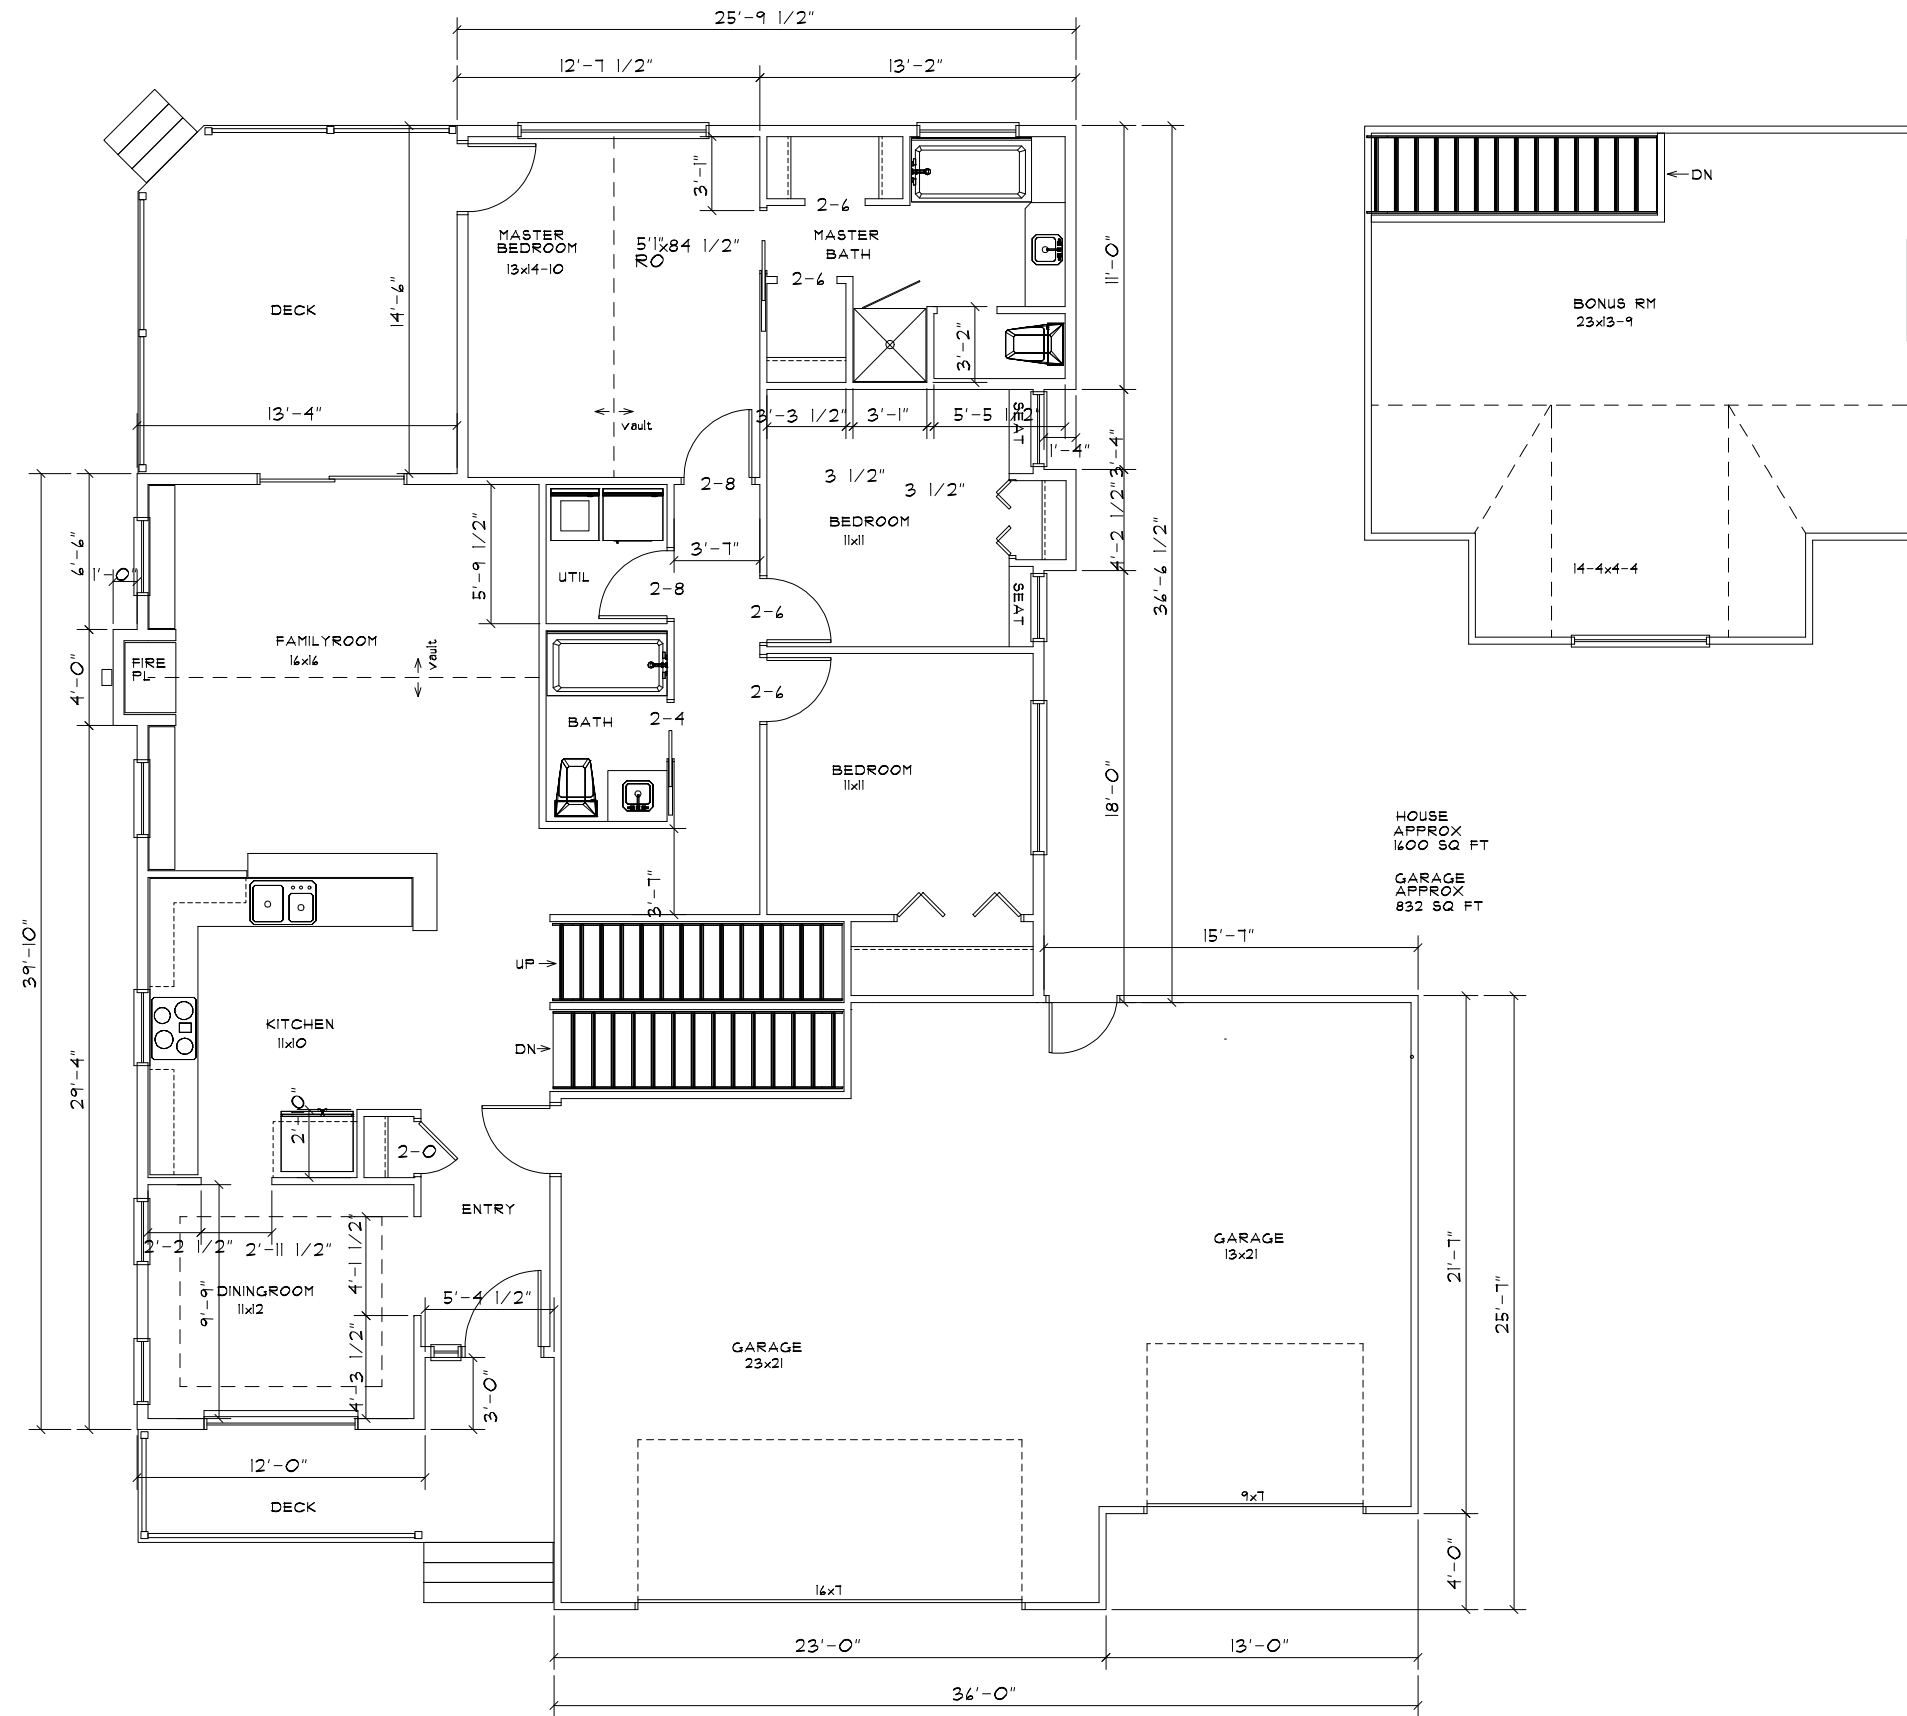 25'-9 1/2"
12'-7 1/2"
13'-2"
3'-1"
2-6
MASTER
BEDROOM
13x14-10
5'1"x84 1/2"
RO
MASTER
BATH
2-6
11'-0"
DECK
14'-6"
3'-2"
13'-4"
vault
3'-3 1/2"
3'-1"
5'-5 1/2"
SEAT
1'-4"
3'-4"
2-8
3 1/2"
3 1/2"
BEDROOM
11x11
4'-2 1/2"
36'-6 1/2"
6'-6"
1'-0"
5'-9 1/2"
3'-7"
UTIL
2-8
2-6
SEAT
FAMILYROOM
16x16
vault
FIRE
PL
4'-0"
2-6
BATH
2-4
BEDROOM
11x11
18'-0"
3'-7"
39'-10"
29'-4"
UP
15'-7"
KITCHEN
11x10
DN
2'-0"
2-0
ENTRY
2'-2 1/2"
2'-11 1/2"
4'-1 1/2"
DININGROOM
11x12
9'-9"
5'-4 1/2"
4'-3 1/2"
3'-0"
GARAGE
23x21
GARAGE
13x21
21'-7"
25'-7"
12'-0"
DECK
9x7
16x7
4'-0"
23'-0"
13'-0"
36'-0"
DN
BONUS RM
23x13-9
14-4x4-4
HOUSE
APPROX
1600 SQ FT
GARAGE
APPROX
832 SQ FT